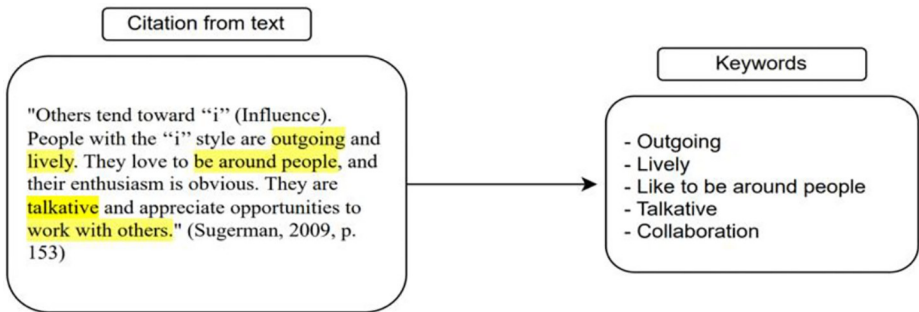 Citation from text
"Others tend toward “i” (Influence).
People with the “i” style are outgoing and
lively. They love to be around people, and
their enthusiasm is obvious. They are
talkative and appreciate opportunities to
work with others." (Sugerman, 2009, p.
153)
Keywords
- Outgoing
- Lively
- Like to be around people
- Talkative
- Collaboration